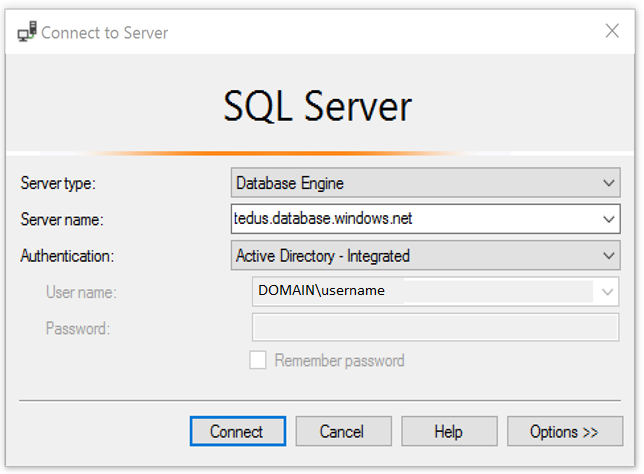 Connect to Server
SQL Server
Server type: Database Engine
Server name: tedus.database.windows.net
Authentication: Active Directory - Integrated
User name: DOMAIN\username
Password:
Remember password
Connect Cancel Help Options >>